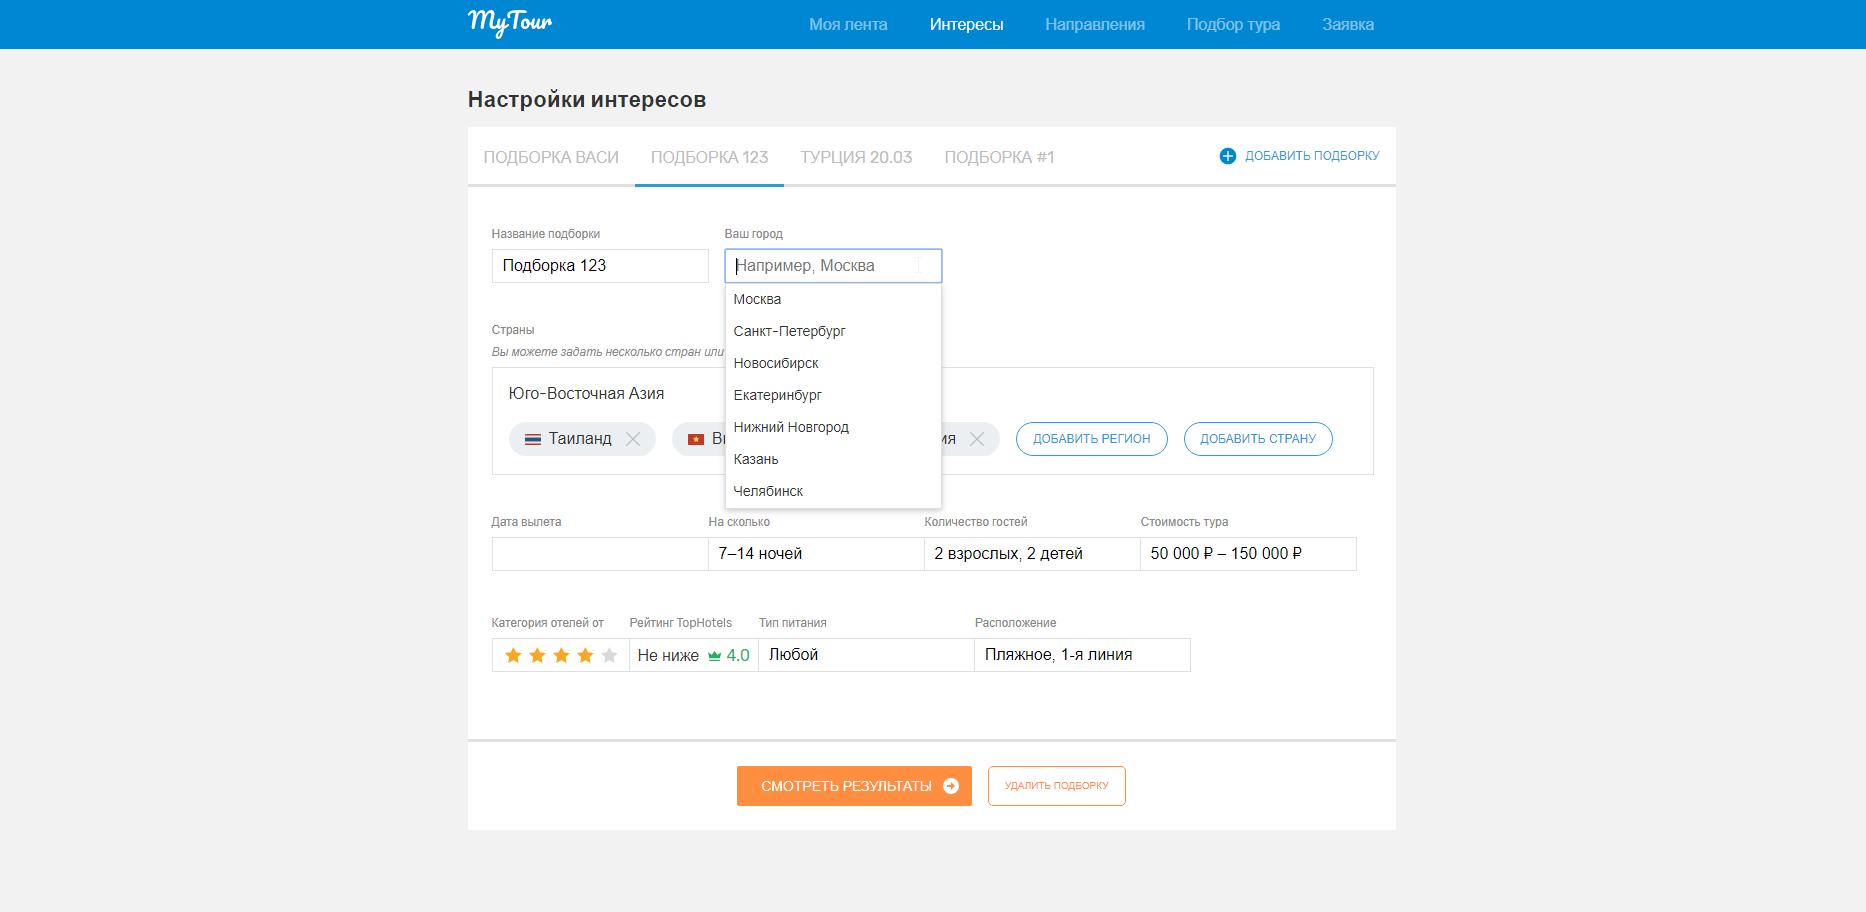 MyTour
Моя лента Интересы Направления Подбор тура Заявка
Настройки интересов
ПОДБОРКА ВАСИ ПОДБОРКА 123 ТУРЦИЯ 20.03 ПОДБОРКА #1 ДОБАВИТЬ ПОДБОРКУ
Название подборки Ваш город
Подборка 123 Например, Москва
Москва
Санкт-Петербург
Новосибирск
Екатеринбург
Нижний Новгород
Казань
Челябинск
Страны
Вы можете задать несколько стран или
Юго-Восточная Азия
Таиланд ДОБАВИТЬ РЕГИОН ДОБАВИТЬ СТРАНУ
Дата вылета На сколько Количество гостей Стоимость тура
7–14 ночей 2 взрослых, 2 детей 50 000 ₽ – 150 000 ₽
Категория отелей от Рейтинг TopHotels Тип питания Расположение
Не ниже 4.0 Любой Пляжное, 1-я линия
СМОТРЕТЬ РЕЗУЛЬТАТЫ УДАЛИТЬ ПОДБОРКУ